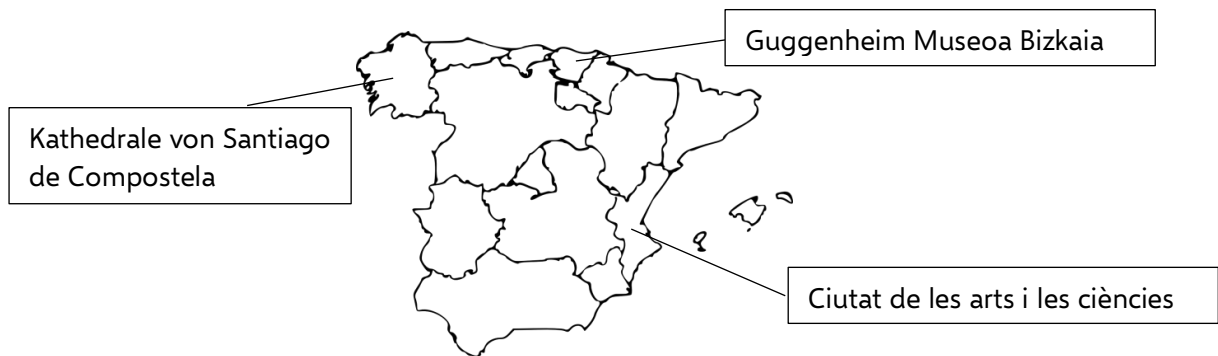 Guggenheim Museoa Bizkaia
Kathedrale von Santiago
de Compostela
Ciutat de les arts i les ciències